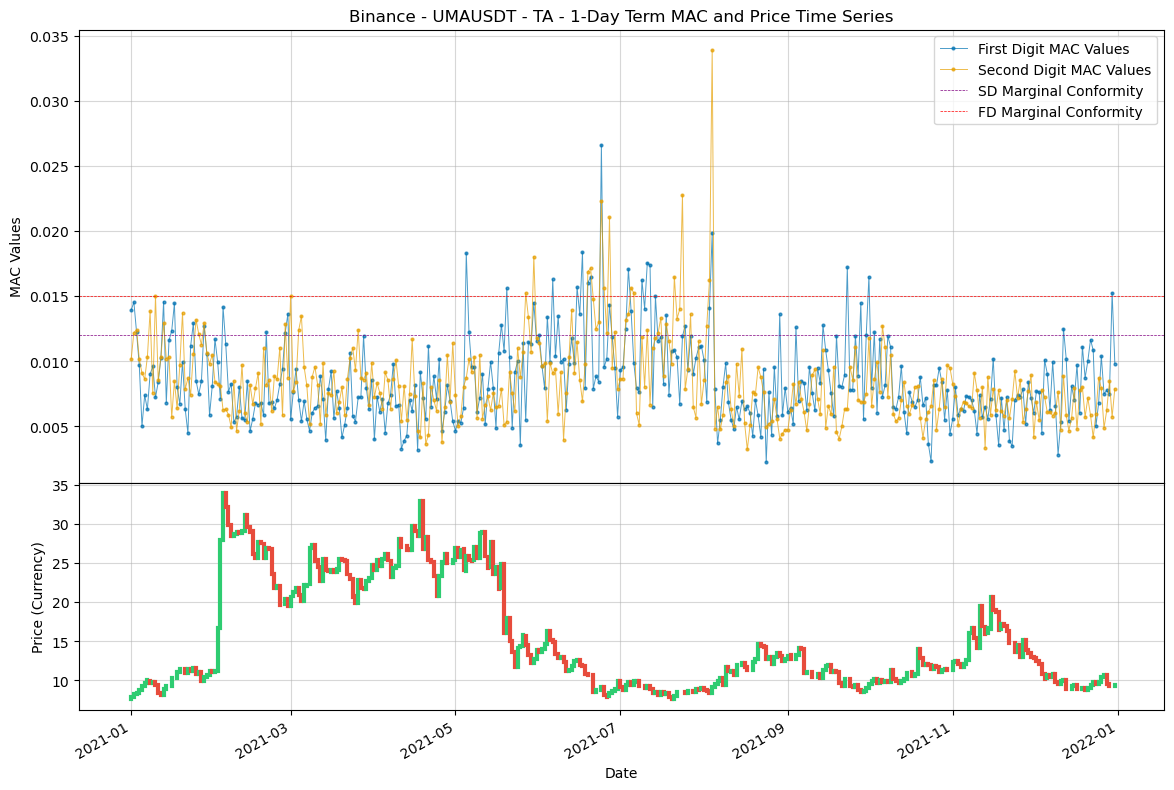 Binance - UMAUSDT - TA - 1-Day Term MAC and Price Time Series
First Digit MAC Values
Second Digit MAC Values
SD Marginal Conformity
FD Marginal Conformity
MAC Values
0.035
0.030
0.025
0.020
0.015
0.010
0.005
Price (Currency)
35
30
25
20
15
10
2021-01
2021-03
2021-05
2021-07
2021-09
2021-11
2022-01
Date